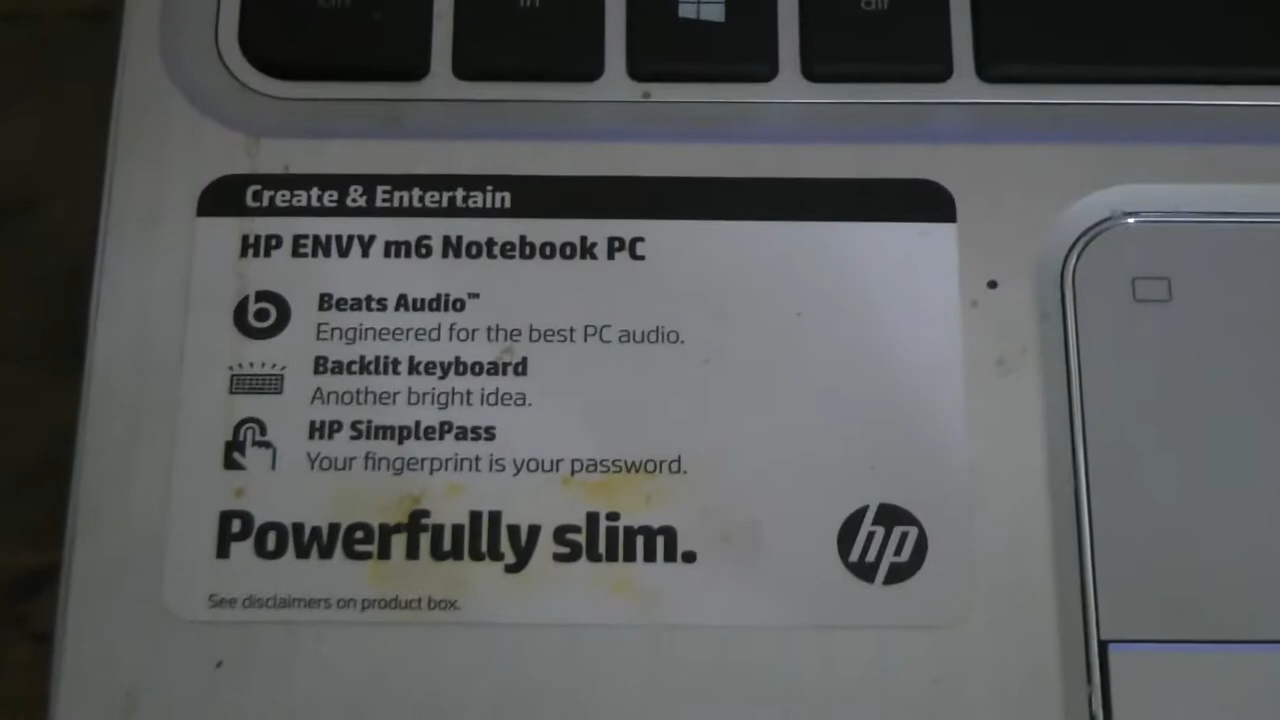 alt
Create & Entertain
HP ENVY m6 Notebook PC
Beats Audio™
Engineered for the best PC audio.
Backlit keyboard
Another bright idea.
HP SimplePass
Your fingerprint is your password.
Powerfully slim.
hp
See disclaimers on product box.